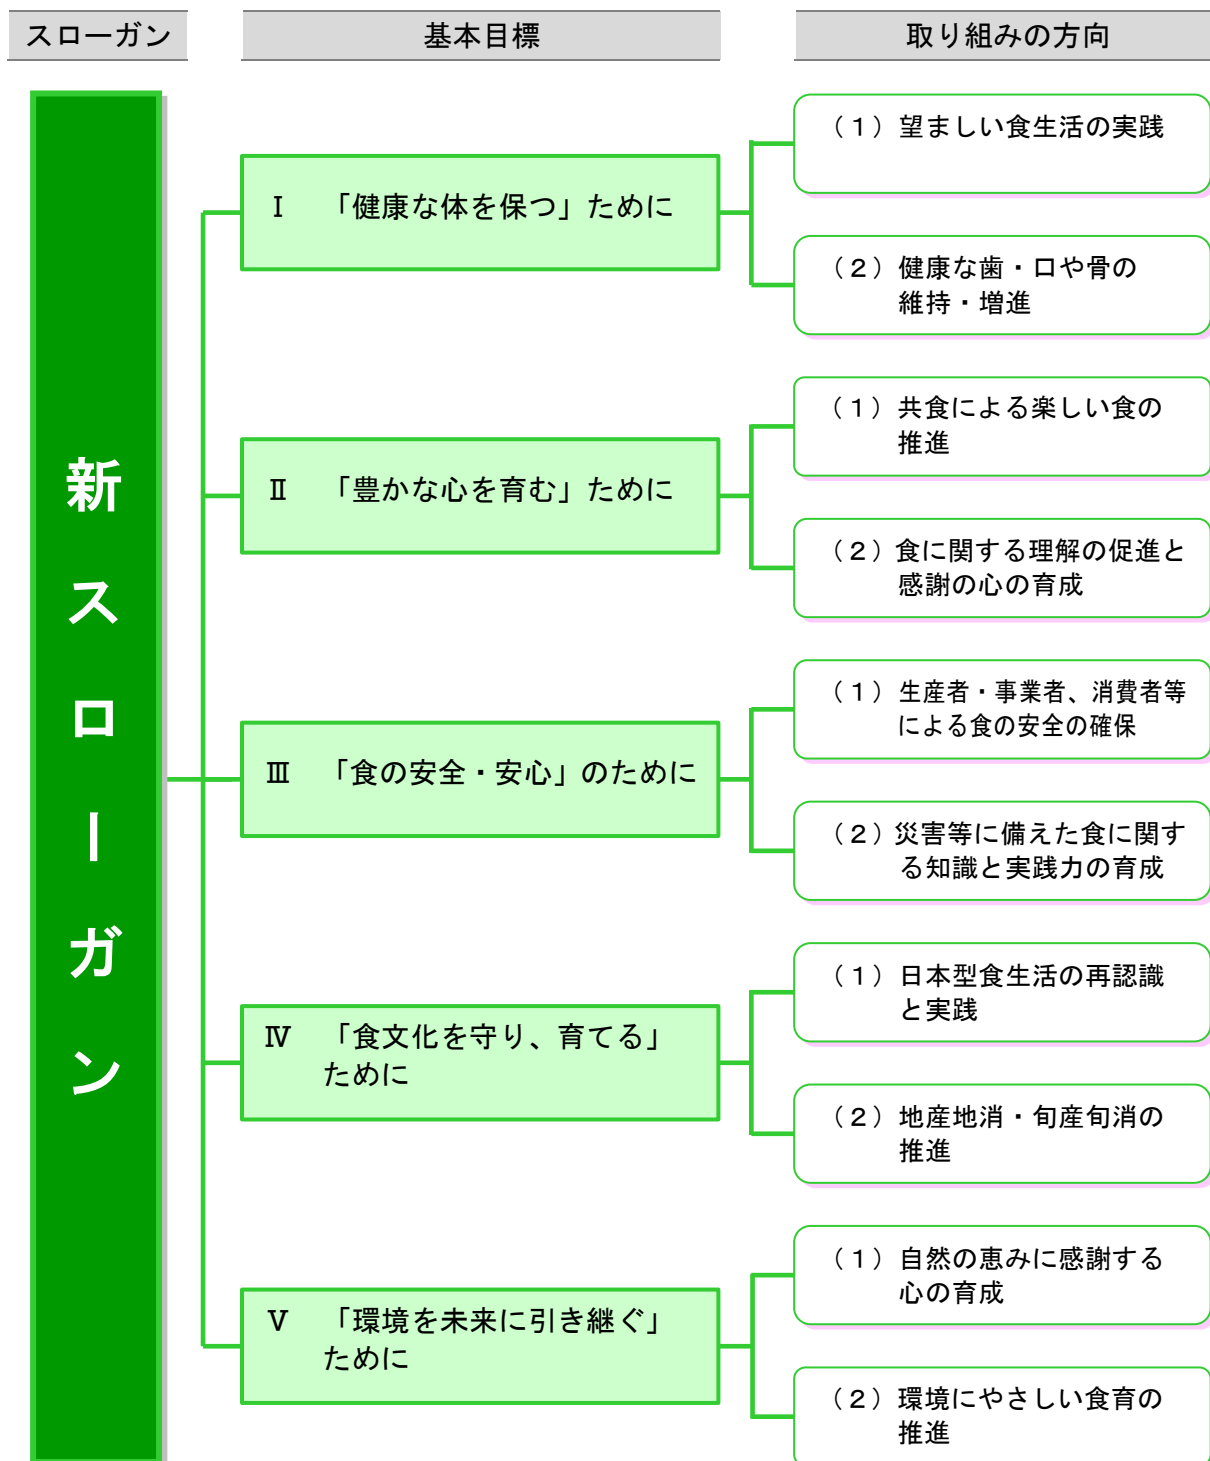 スローガン
基本目標
取り組みの方向
新スローガン
Ⅰ 「健康な体を保つ」ために
（１）望ましい食生活の実践
（２）健康な歯・口や骨の
維持・増進
Ⅱ 「豊かな心を育む」ために
（１）共食による楽しい食の
推進
（２）食に関する理解の促進と
感謝の心の育成
Ⅲ 「食の安全・安心」のために
（１）生産者・事業者、消費者等
による食の安全の確保
（２）災害等に備えた食に関す
る知識と実践力の育成
Ⅳ 「食文化を守り、育てる」
ために
（１）日本型食生活の再認識
と実践
（２）地産地消・旬産旬消の
推進
Ⅴ 「環境を未来に引き継ぐ」
ために
（１）自然の恵みに感謝する
心の育成
（２）環境にやさしい食育の
推進